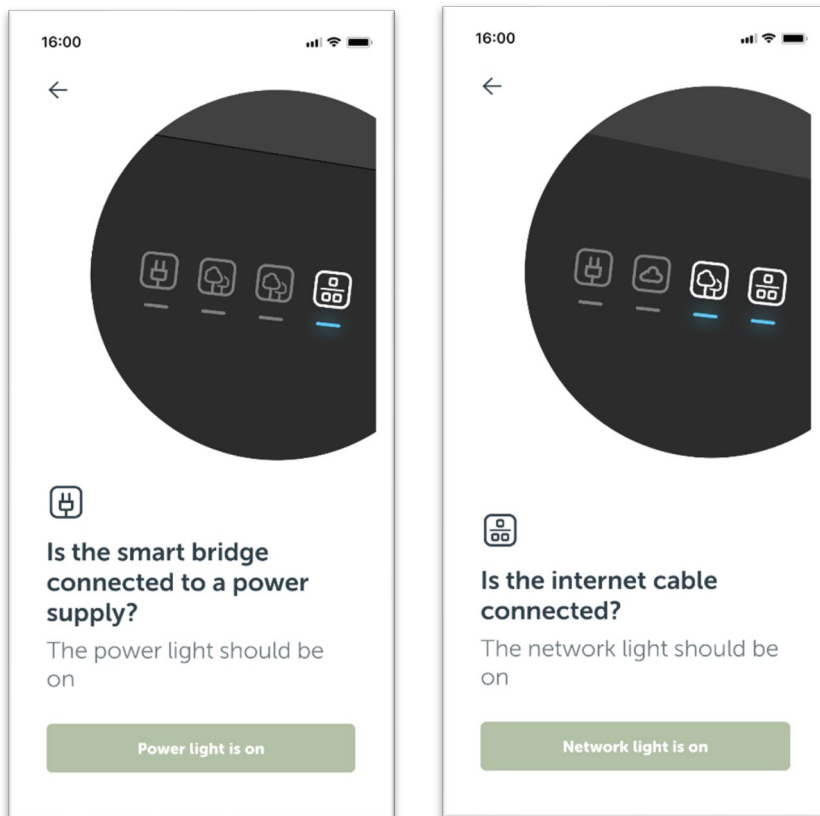 16:00
Is the smart bridge
connected to a power
supply?
The power light should be
on
Power light is on
16:00
Is the internet cable
connected?
The network light should be
on
Network light is on